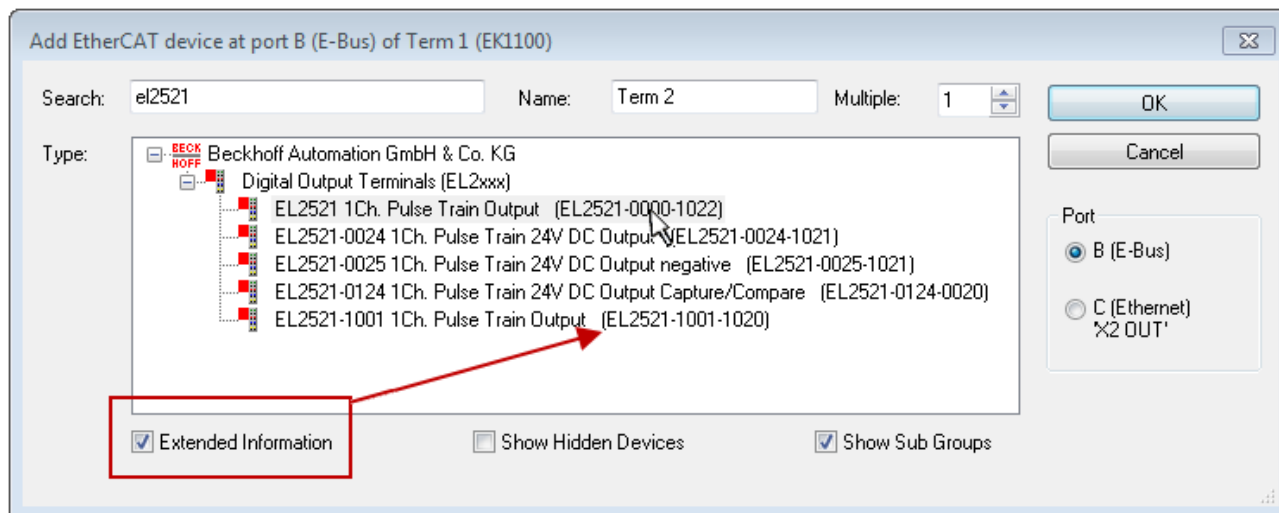 Add EtherCAT device at port B (E-Bus) of Term 1 (EK1100)
Search: el2521 Name: Term 2 Multiple: 1 OK
Type: BECKHOFF Beckhoff Automation GmbH & Co. KG Cancel
Digital Output Terminals (EL2xxx)
EL2521 1Ch. Pulse Train Output (EL2521-0000-1022)
EL2521-0024 1Ch. Pulse Train 24V DC Output (EL2521-0024-1021)
EL2521-0025 1Ch. Pulse Train 24V DC Output negative (EL2521-0025-1021)
EL2521-0124 1Ch. Pulse Train 24V DC Output Capture/Compare (EL2521-0124-0020)
EL2521-1001 1Ch. Pulse Train Output (EL2521-1001-1020)
Port
B (E-Bus)
C (Ethernet)
'X2 OUT'
Extended Information Show Hidden Devices Show Sub Groups